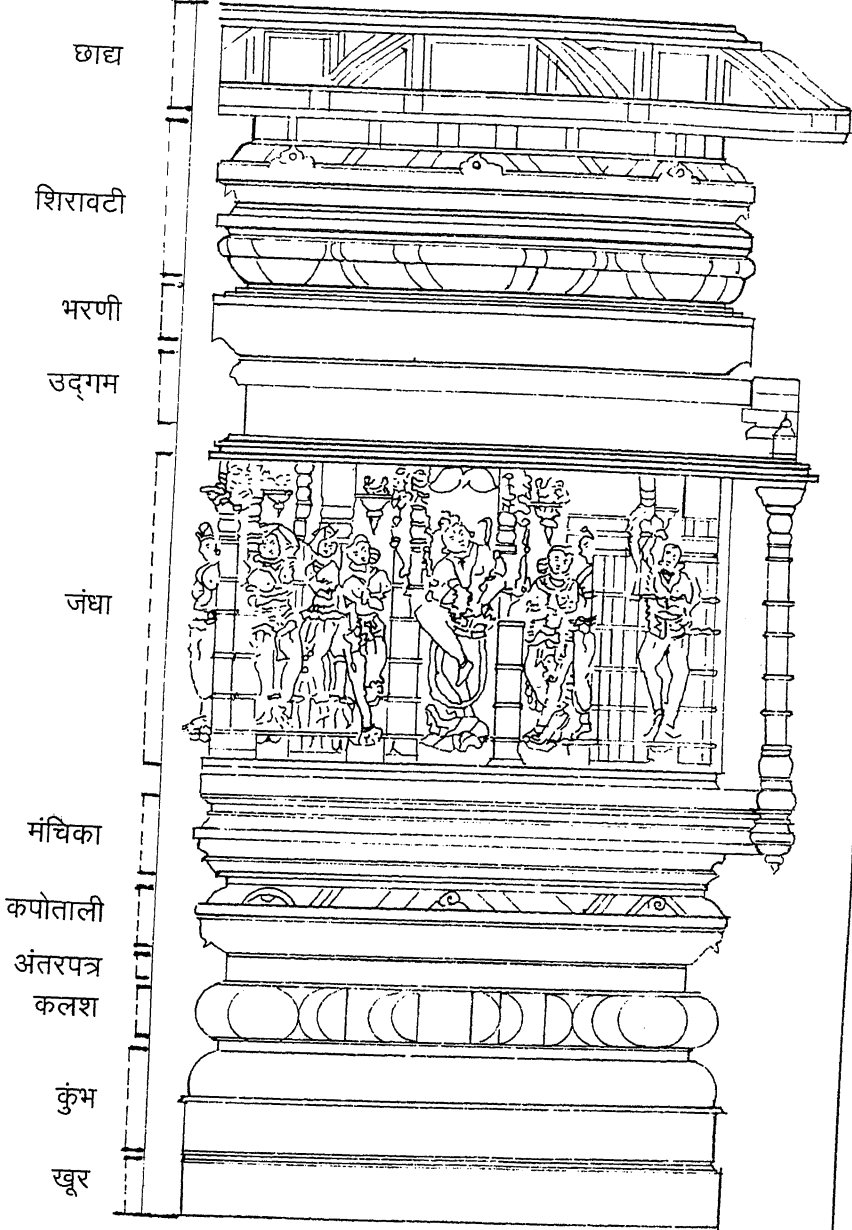 छाद्य
शिरावटी
भरणी
उद्‌गम
जंधा
मंचिका
कपोताली
अंतरपत्र
कलश
कुंभ
खूर